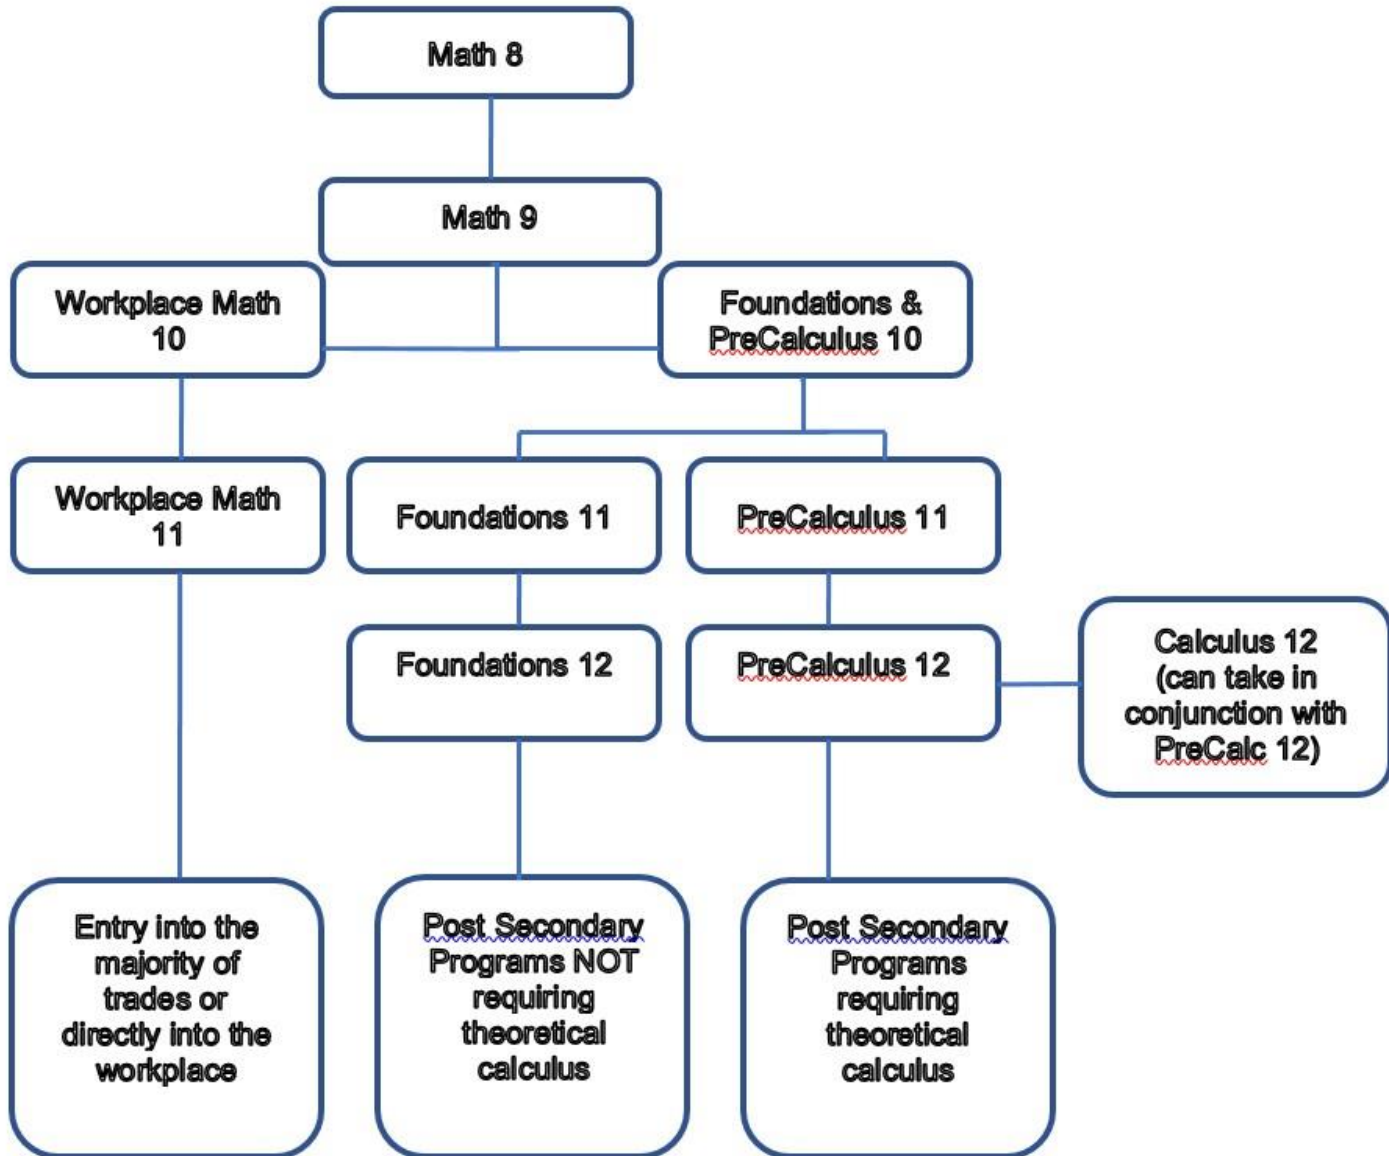 Math 8
Math 9
Workplace Math
10
Foundations &
PreCalculus 10
Workplace Math
11
Foundations 11
PreCalculus 11
Foundations 12
PreCalculus 12
Calculus 12
(can take in
conjunction with
PreCalc 12)
Entry into the
majority of
trades or
directly into the
workplace
Post Secondary
Programs NOT
requiring
theoretical
calculus
Post Secondary
Programs
requiring
theoretical
calculus